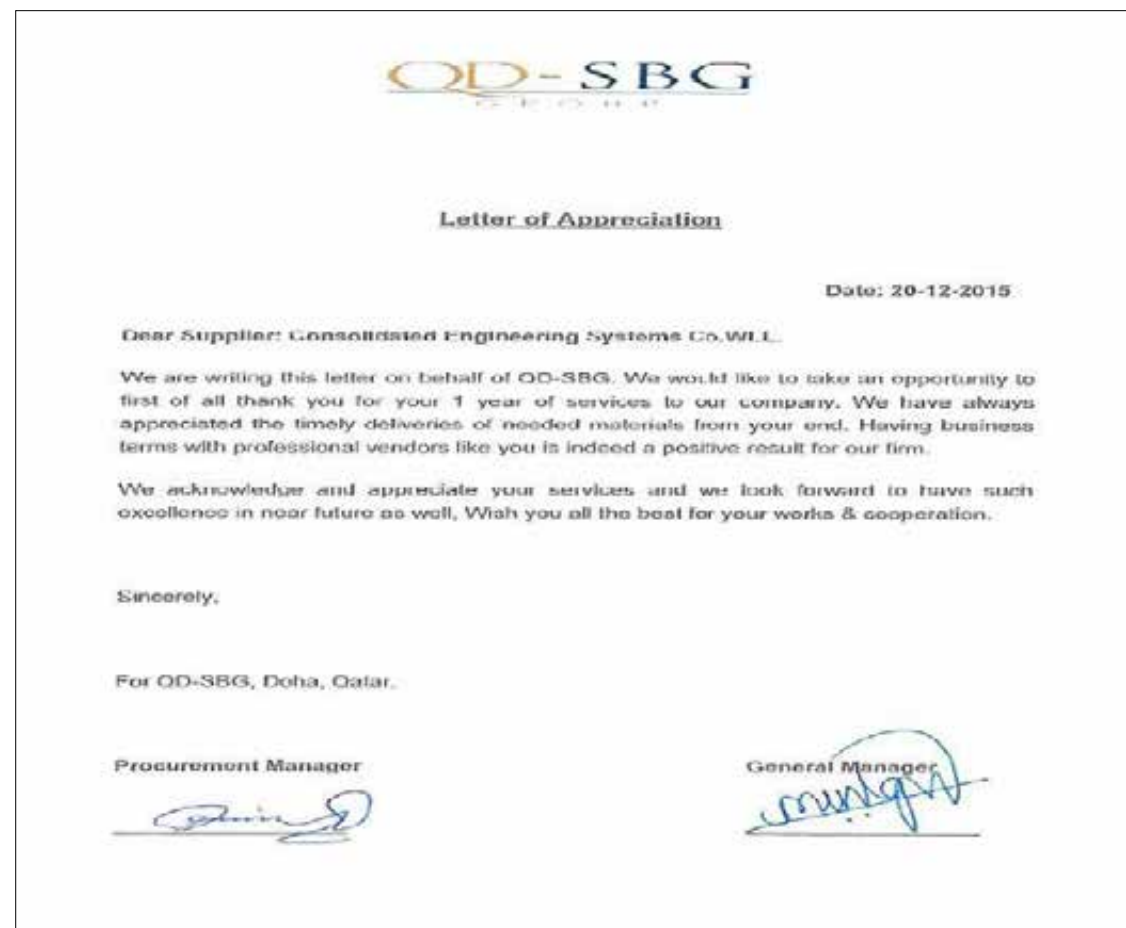 QD-SBG
GROUP
Letter of Appreciation
Date: 20-12-2015
Dear Supplier: Consolidated Engineering Systems Co.WLL.
We are writing this letter on behalf of QD-SBG. We would like to take an opportunity to
first of all thank you for your 1 year of services to our company. We have always
appreciated the timely deliveries of needed materials from your end. Having business
terms with professional vendors like you is indeed a positive result for our firm.
We acknowledge and appreciate your services and we look forward to have such
excellence in near future as well, Wish you all the best for your works & cooperation.
Sincerely,
For QD-SBG, Doha, Qatar.
Procurement Manager
General Manager